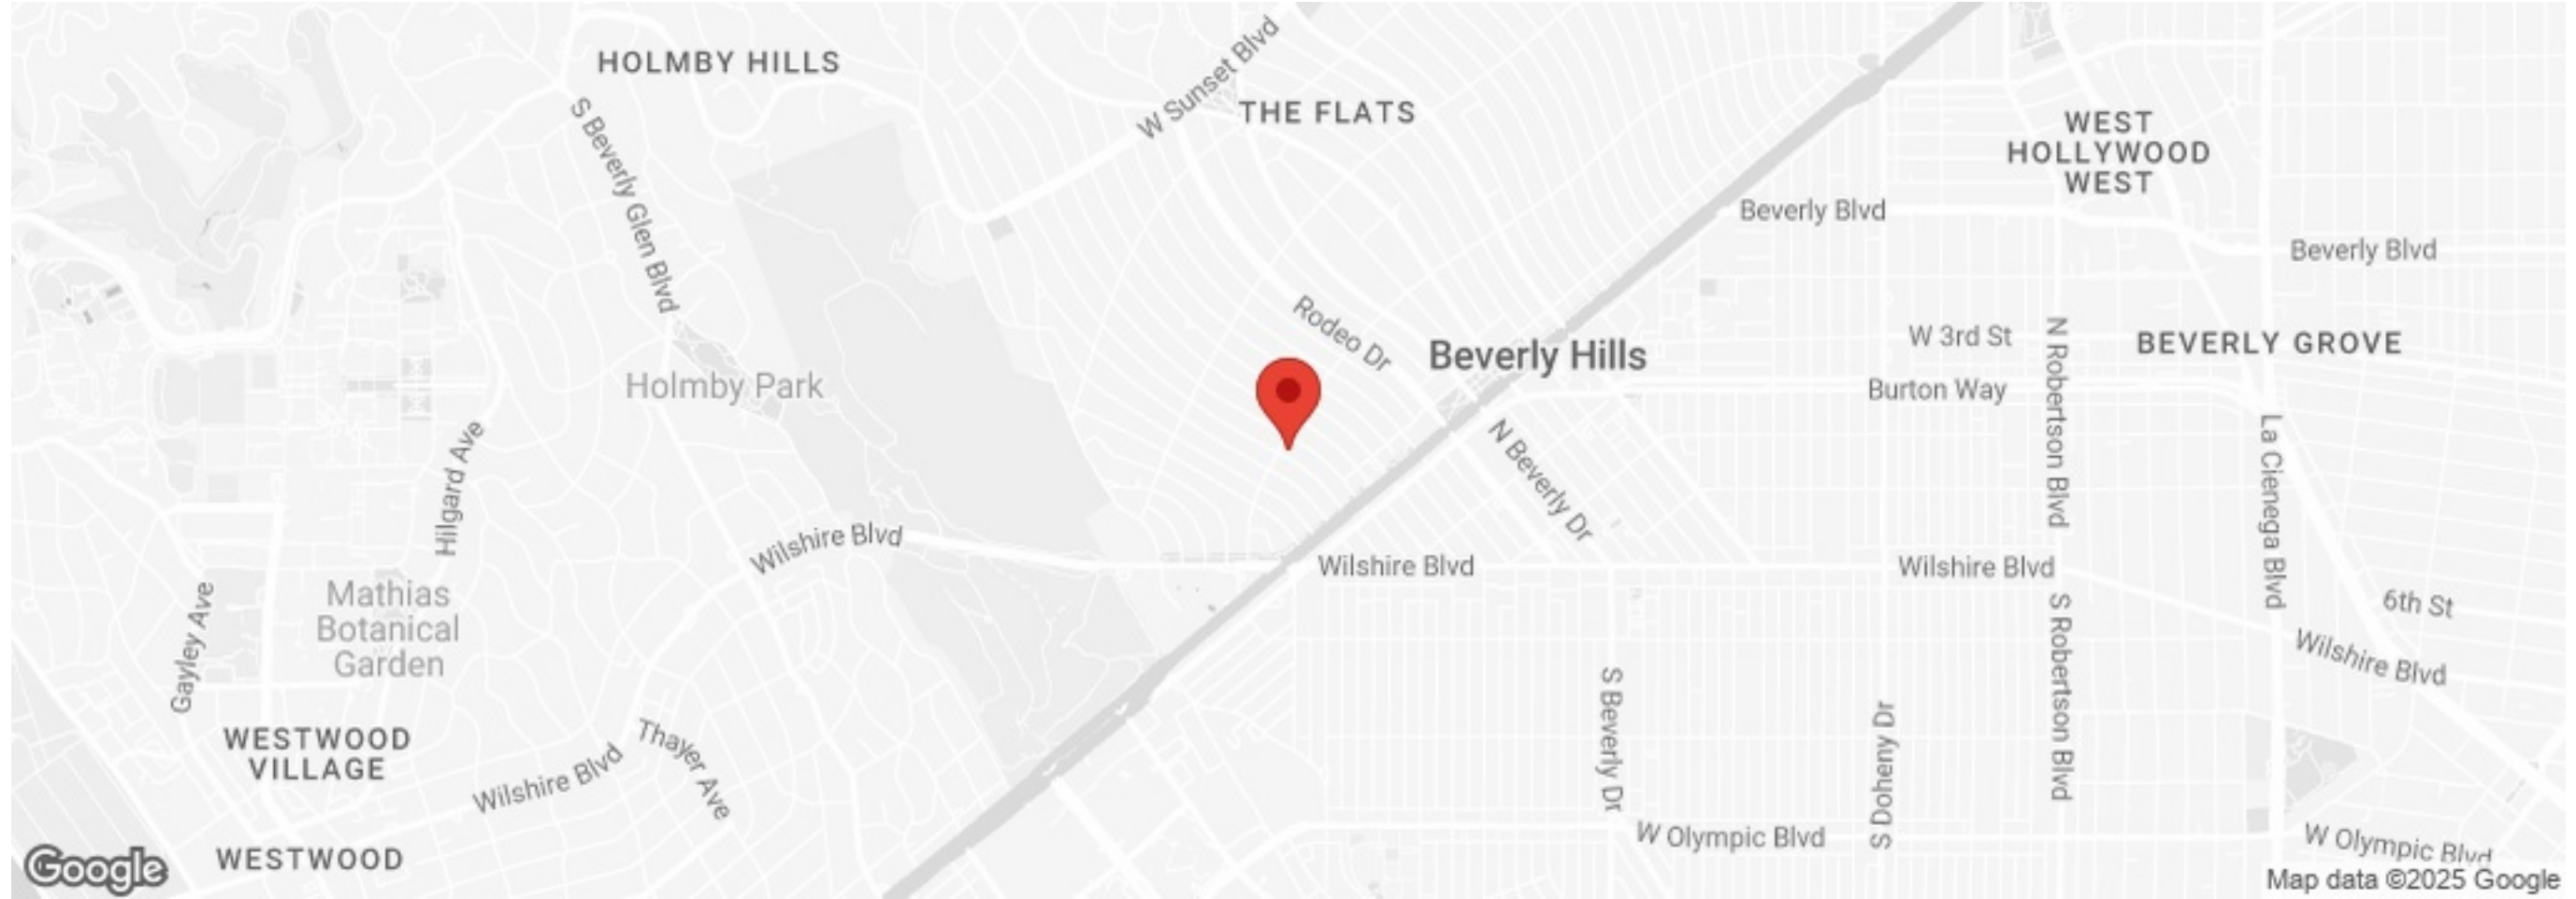 HOLMBY HILLS
W Sunset Blvd
THE FLATS
S Beverly Glen Blvd
WEST
HOLLYWOOD
WEST
Beverly Blvd
Beverly Blvd
Rodeo Dr
Beverly Hills
W 3rd St
N Robertson Blvd
BEVERLY GROVE
Holmby Park
Burton Way
Hilgard Ave
N Beverly Dr
La Cienega Blvd
Wilshire Blvd
Wilshire Blvd
Wilshire Blvd
Mathias
Botanical
Garden
Gayley Ave
6th St
S Robertson Blvd
Wilshire Blvd
S Beverly Dr
S Doheny Dr
WESTWOOD
VILLAGE
Thayer Ave
Wilshire Blvd
W Olympic Blvd
W Olympic Blvd
WESTWOOD
Google
Map data ©2025 Google